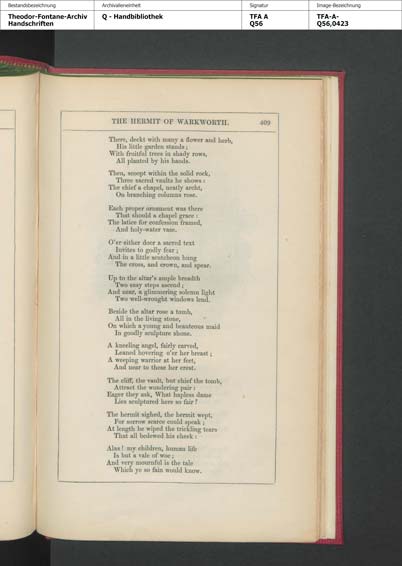 Bestandsbezeichnung
Archivalieneinheit
Signatur
Image-Bezeichnung
Theodor-Fontane-Archiv
Handschriften
Q - Handbibliothek
TFA A
Q56
TFA-A-
Q56,0423
THE HERMIT OF WARKWORTH. 409
There, deckt with many a flower and herb,
His little garden stands;
With fruitful trees in shady rows,
All planted by his hands.
Then, scoopt within the solid rock,
Three sacred vaults he shows:
The chief a chapel, neatly archt,
On branching columns rose.
Each proper ornament was there
That should a chapel grace:
The latice for confession framed,
And holy-water vase.
O'er either door a sacred text
Invites to godly fear;
And in a little scutcheon hung
The cross, and crown, and spear.
Up to the altar's ample breadth
Two easy steps ascend;
And near, a glimmering solemn light
Two well-wrought windows lend.
Beside the altar rose a tomb,
All in the living stone,
On which a young and beauteous maid
In goodly sculpture shone.
A kneeling angel, fairly carved,
Leaned hovering o'er her breast;
A weeping warrior at her feet,
And near to these her crest.
The cliff, the vault, but chief the tomb,
Attract the wondering pair:
Eager they ask, What hapless dame
Lies sculptured here so fair?
The hermit sighed, the hermit wept,
For sorrow scarce could speak;
At length he wiped the trickling tears
That all bedewed his cheek:
Alas! my children, human life
Is but a vale of woe;
And very mournful is the tale
Which ye so fain would know.